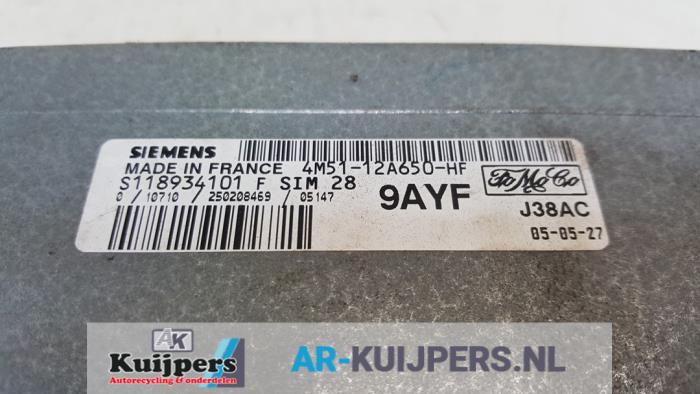 SIEMENS
MADE IN FRANCE 4M51-12A650-HF
S118934101 F SIM 28
0 / 10710 / 250208469 / 05147
9AYF
FoMoCo
J38AC
05-05-27
AK
Kuijpers
Autorecycling & onderdelen
AR-KUIJPERS.NL